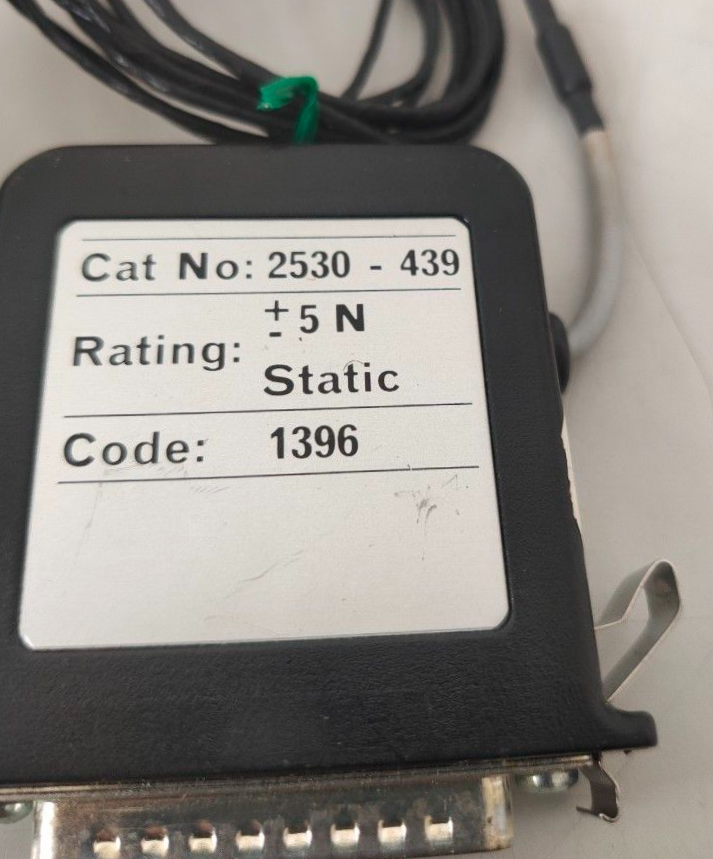 Cat No: 2530 - 439
Rating: ± 5 N
Static
Code: 1396